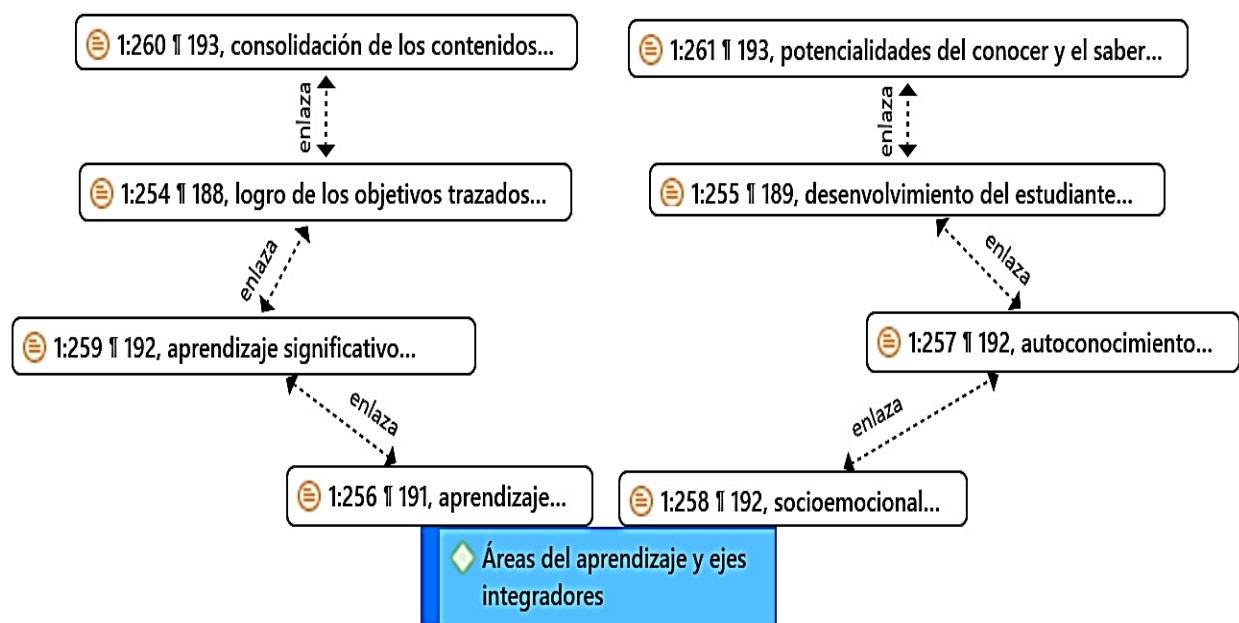 1:260 ¶ 193, consolidación de los contenidos...
1:261 ¶ 193, potencialidades del conocer y el saber...
enlaza
enlaza
1:254 ¶ 188, logro de los objetivos trazados...
1:255 ¶ 189, desenvolvimiento del estudiante...
enlaza
enlaza
1:259 ¶ 192, aprendizaje significativo...
1:257 ¶ 192, autoconocimiento...
enlaza
enlaza
1:256 ¶ 191, aprendizaje...
1:258 ¶ 192, socioemocional...
Áreas del aprendizaje y ejes
integradores